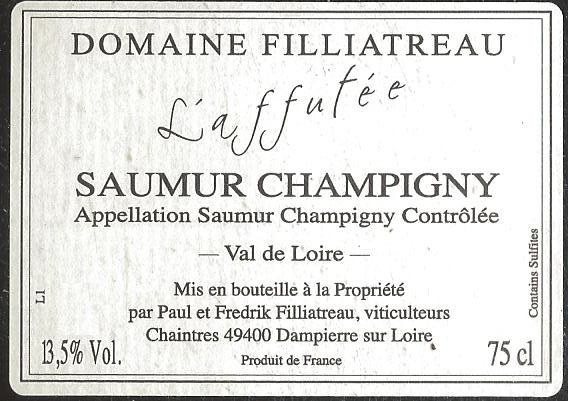 DOMAINE FILLIATREAU
L'affutée
SAUMUR CHAMPIGNY
Appellation Saumur Champigny Contrôlée
— Val de Loire —
Mis en bouteille à la Propriété
par Paul et Fredrik Filliatreau, viticulteurs
Chaintres 49400 Dampierre sur Loire
Produit de France
13,5% Vol.
75 cl
L1
Contains Sulfites